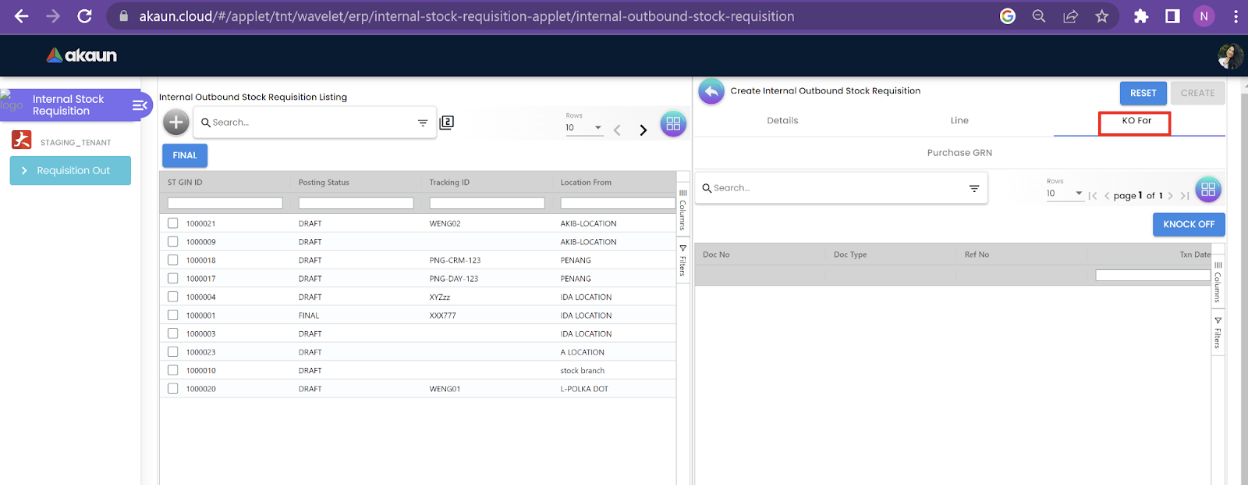 akaun.cloud/#/applet/tnt/wavelet/erp/internal-stock-requisition-applet/internal-outbound-stock-requisition
G
N
akaun
logo
Internal Stock
Requisition
STAGING_TENANT
Requisition Out
Internal Outbound Stock Requisition Listing
Search...
2
Rows
10
FINAL
ST GIN ID Posting Status Tracking ID Location From
1000021 DRAFT WENG02 AKIB-LOCATION
1000009 DRAFT AKIB-LOCATION
1000018 DRAFT PNG-CRM-123 PENANG
1000017 DRAFT PNG-DAY-123 PENANG
1000004 DRAFT XYZzz IDA LOCATION
1000001 FINAL XXX777 IDA LOCATION
1000003 DRAFT IDA LOCATION
1000023 DRAFT A LOCATION
1000010 DRAFT stock branch
1000020 DRAFT WENG01 L-POLKA DOT
Columns
Filters
Create Internal Outbound Stock Requisition
RESET
CREATE
Details Line KO For
Purchase GRN
Search...
Rows
10
page 1 of 1
KNOCK OFF
Doc No Doc Type Ref No Txn Date
Columns
Filters